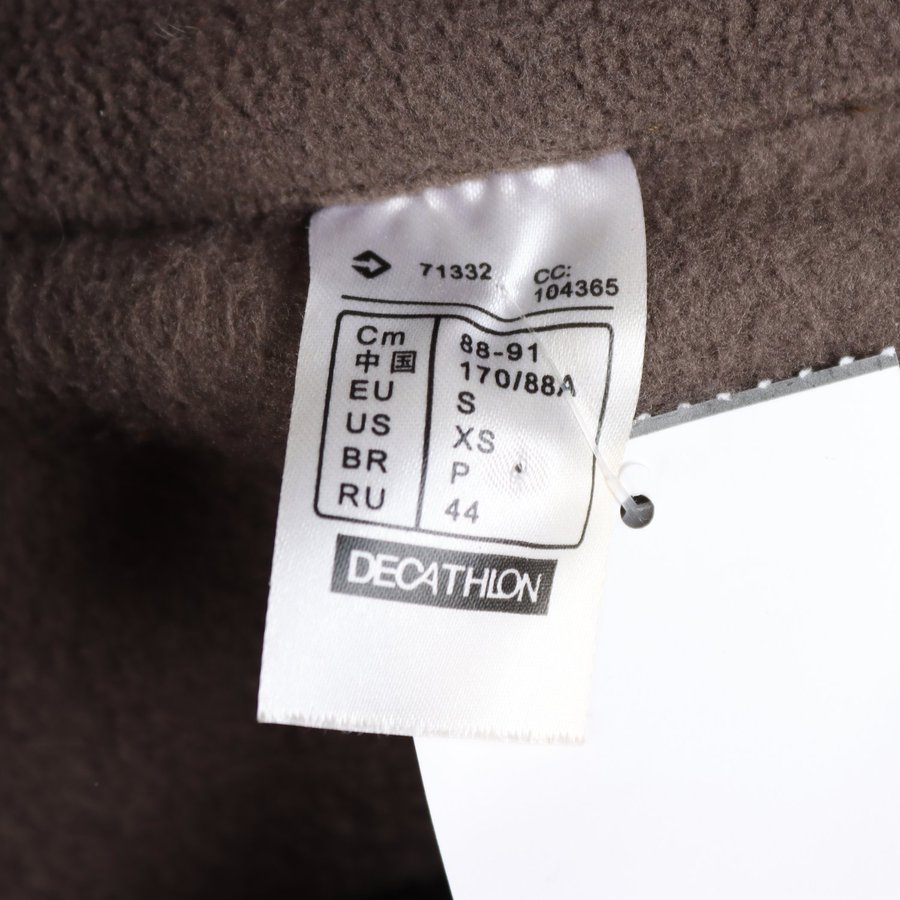 71332 CC:
104365
Cm 88-91
中国 170/88A
EU S
US XS
BR P
RU 44
DECATHLON